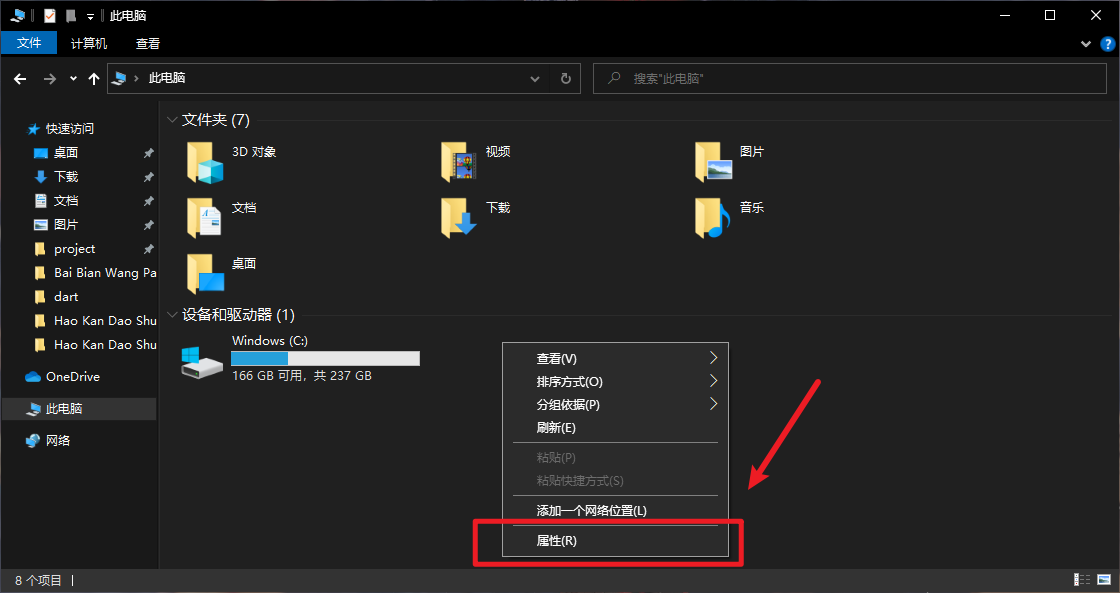 此电脑
文件 计算机 查看
此电脑
搜索"此电脑"
快速访问
桌面
下载
文档
图片
project
Bai Bian Wang Pa
dart
Hao Kan Dao Shu
Hao Kan Dao Shu
OneDrive
此电脑
网络
文件夹 (7)
3D 对象
视频
图片
文档
下载
音乐
桌面
设备和驱动器 (1)
Windows (C:)
166 GB 可用，共 237 GB
查看(V)
排序方式(O)
分组依据(P)
刷新(E)
粘贴(P)
粘贴快捷方式(S)
添加一个网络位置(L)
属性(R)
8 个项目